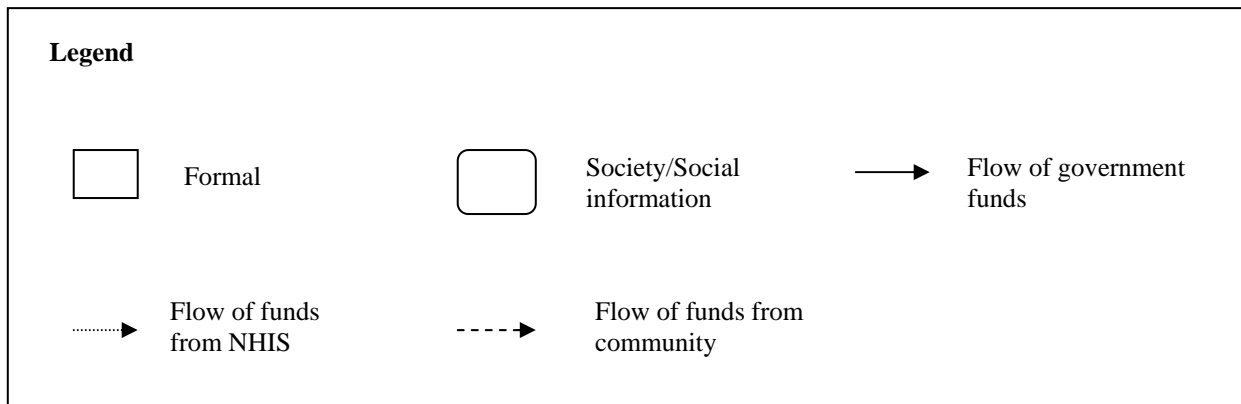 Legend
Formal
Society/Social
information
Flow of government
funds
Flow of funds
from NHIS
Flow of funds from
community